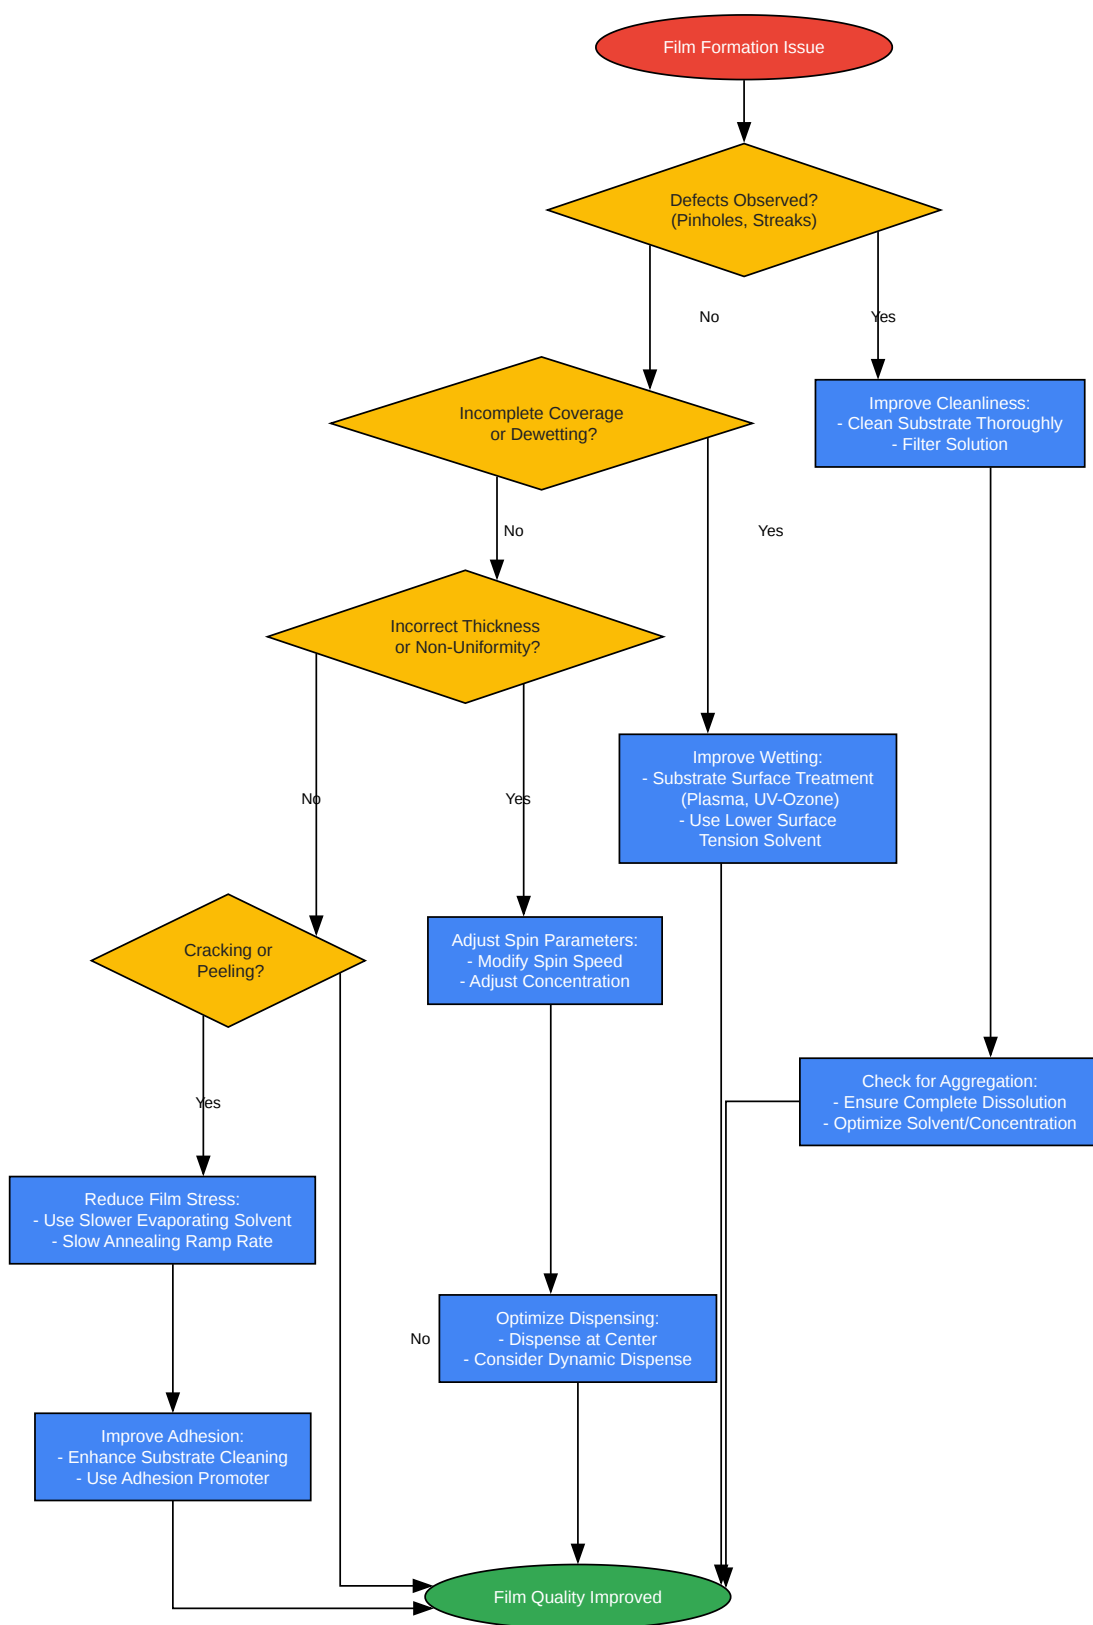 Film Formation Issue
Defects Observed?
(Pinholes, Streaks)
No
Yes
Incomplete Coverage
or Dewetting?
Improve Cleanliness:
- Clean Substrate Thoroughly
- Filter Solution
No
Yes
Incorrect Thickness
or Non-Uniformity?
Improve Wetting:
- Substrate Surface Treatment
(Plasma, UV-Ozone)
- Use Lower Surface
Tension Solvent
No
Yes
Cracking or
Peeling?
Adjust Spin Parameters:
- Modify Spin Speed
- Adjust Concentration
Check for Aggregation:
- Ensure Complete Dissolution
- Optimize Solvent/Concentration
Yes
Reduce Film Stress:
- Use Slower Evaporating Solvent
- Slow Annealing Ramp Rate
No
Optimize Dispensing:
- Dispense at Center
- Consider Dynamic Dispense
Improve Adhesion:
- Enhance Substrate Cleaning
- Use Adhesion Promoter
Film Quality Improved